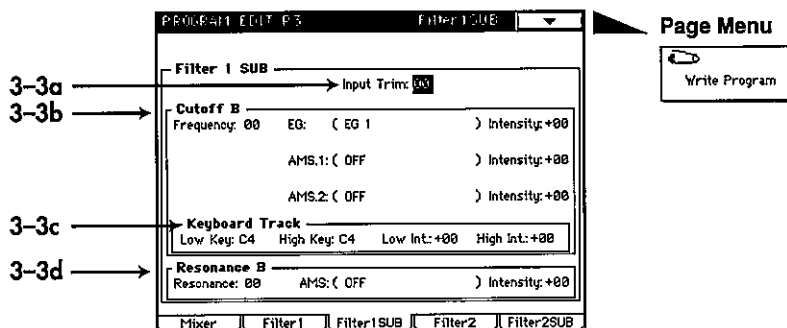 PROGRAM EDIT P3 Filter1SUB
Page Menu
Write Program
Filter 1 SUB
3-3a Input Trim: 00
3-3b Cutoff B
Frequency: 00 EG: ( EG 1 ) Intensity:+00
AMS.1: ( OFF ) Intensity:+00
AMS.2: ( OFF ) Intensity:+00
3-3c Keyboard Track
Low Key: C4 High Key: C4 Low Int.:+00 High Int.:+00
3-3d Resonance B
Resonance: 00 AMS: ( OFF ) Intensity:+00
Mixer Filter1 Filter1SUB Filter2 Filter2SUB